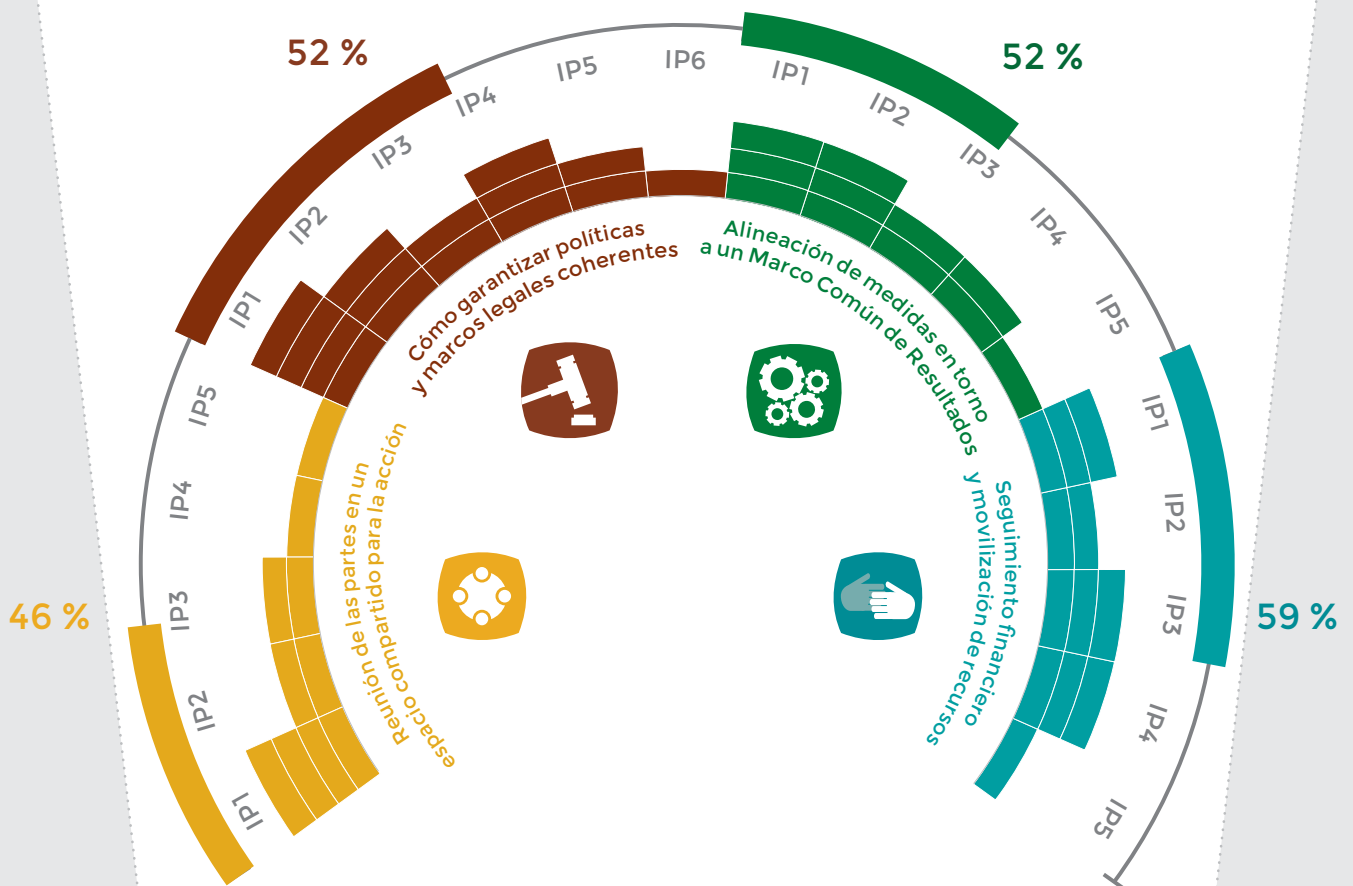 46 %
IP1
IP2
IP3
IP4
IP5
Reunión de las partes en un
espacio compartido para la acción
52 %
IP1
IP2
IP3
IP4
IP5
IP6
Cómo garantizar políticas
y marcos legales coherentes
52 %
IP1
IP2
IP3
IP4
IP5
Alineación de medidas en torno
a un Marco Común de Resultados
59 %
IP1
IP2
IP3
IP4
IP5
Seguimiento financiero
y movilización de recursos